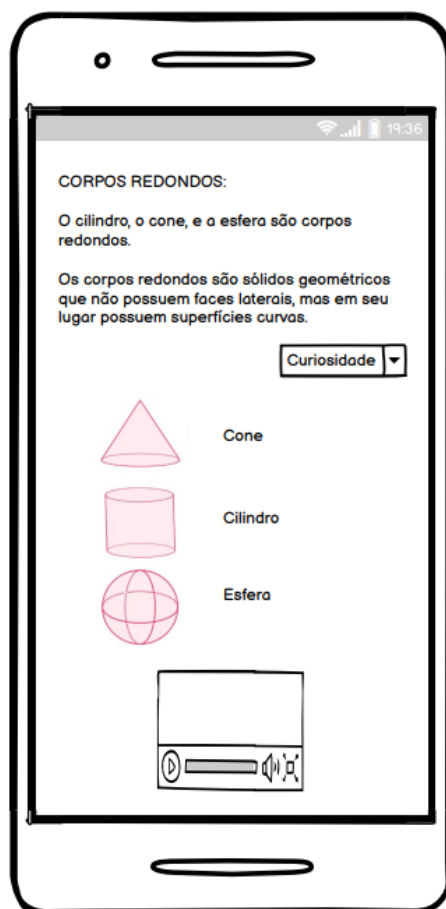 19:36
CORPOS REDONDOS:
O cilindro, o cone, e a esfera são corpos
redondos.
Os corpos redondos são sólidos geométricos
que não possuem faces laterais, mas em seu
lugar possuem superfícies curvas.
Curiosidade
Cone
Cilindro
Esfera